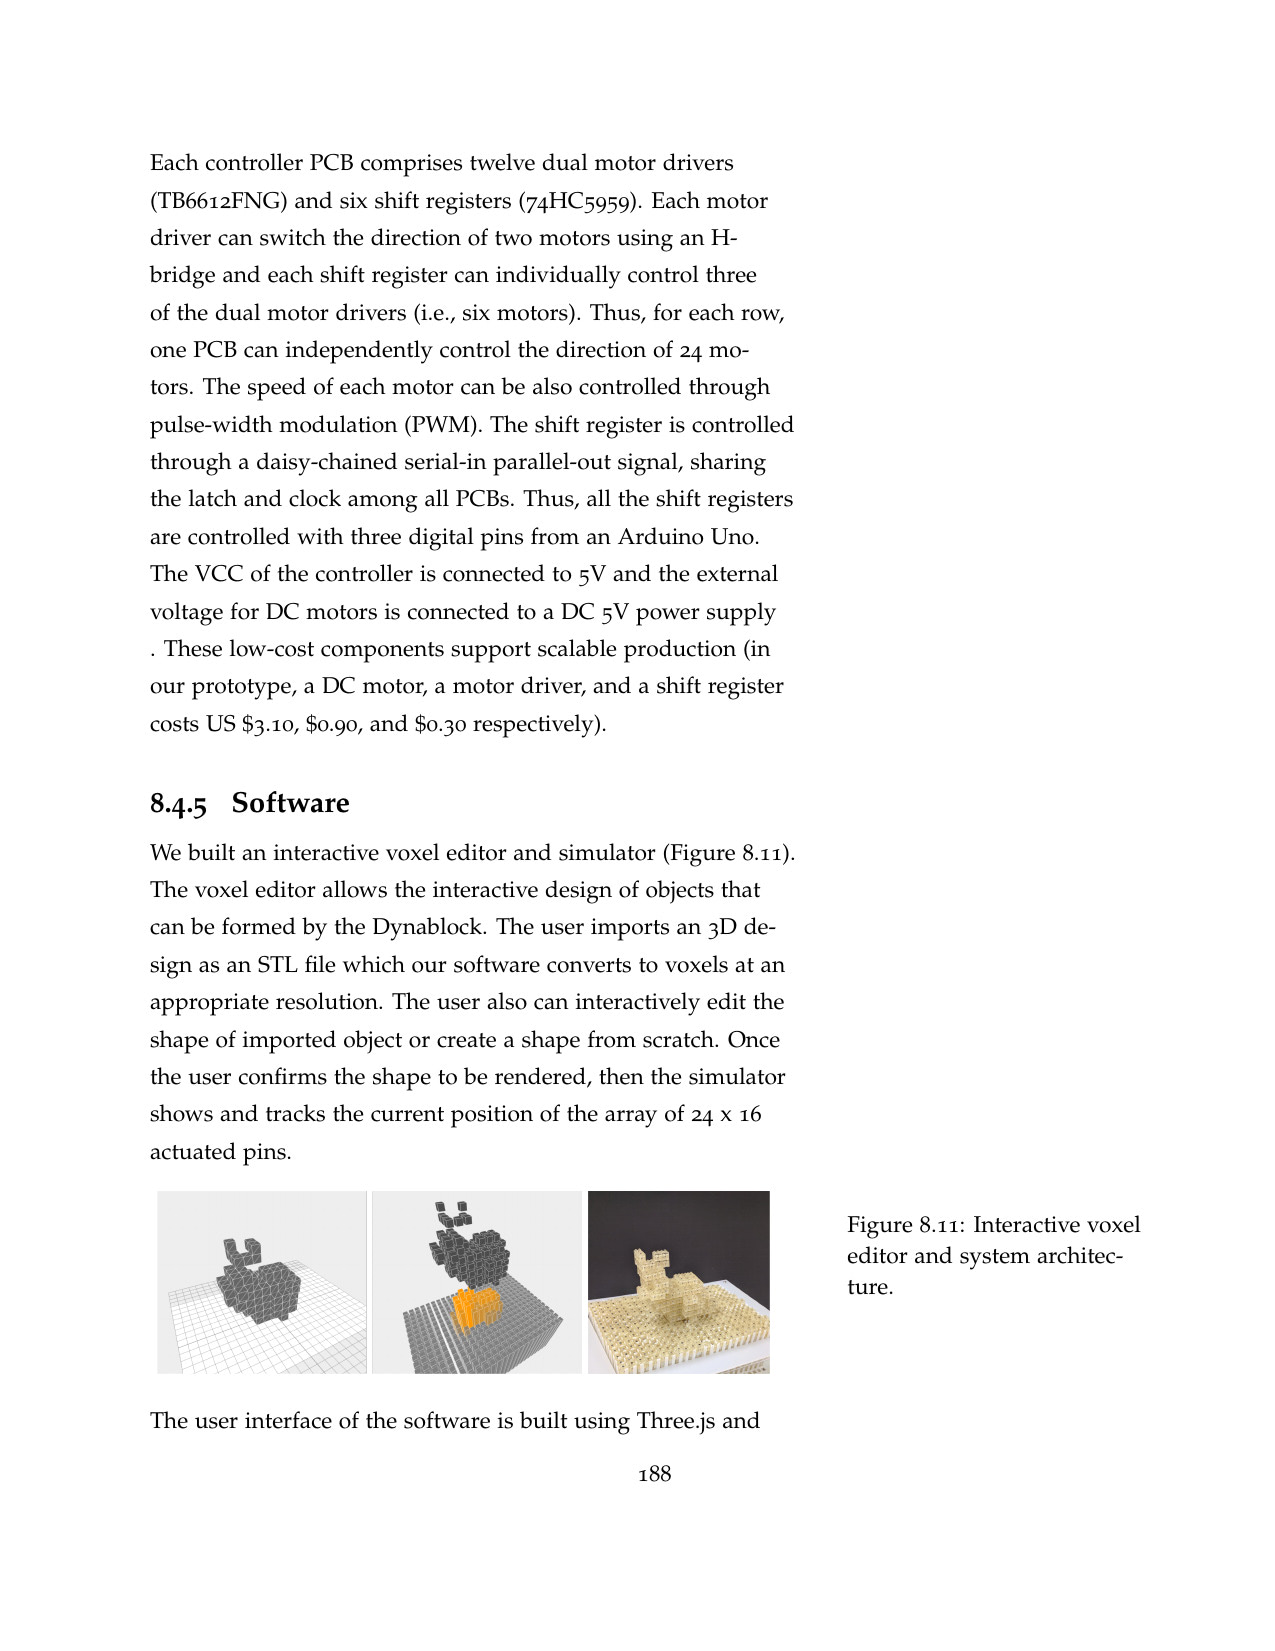 Each controller PCB comprises twelve dual motor drivers
(TB6612FNG) and six shift registers (74HC5959). Each motor
driver can switch the direction of two motors using an H-
bridge and each shift register can individually control three
of the dual motor drivers (i.e., six motors). Thus, for each row,
one PCB can independently control the direction of 24 mo-
tors. The speed of each motor can be also controlled through
pulse-width modulation (PWM). The shift register is controlled
through a daisy-chained serial-in parallel-out signal, sharing
the latch and clock among all PCBs. Thus, all the shift registers
are controlled with three digital pins from an Arduino Uno.
The VCC of the controller is connected to 5V and the external
voltage for DC motors is connected to a DC 5V power supply
. These low-cost components support scalable production (in
our prototype, a DC motor, a motor driver, and a shift register
costs US $3.10, $0.90, and $0.30 respectively).
8.4.5 Software
We built an interactive voxel editor and simulator (Figure 8.11).
The voxel editor allows the interactive design of objects that
can be formed by the Dynablock. The user imports an 3D de-
sign as an STL file which our software converts to voxels at an
appropriate resolution. The user also can interactively edit the
shape of imported object or create a shape from scratch. Once
the user confirms the shape to be rendered, then the simulator
shows and tracks the current position of the array of 24 x 16
actuated pins.
Figure 8.11: Interactive voxel
editor and system architec-
ture.
The user interface of the software is built using Three.js and
188